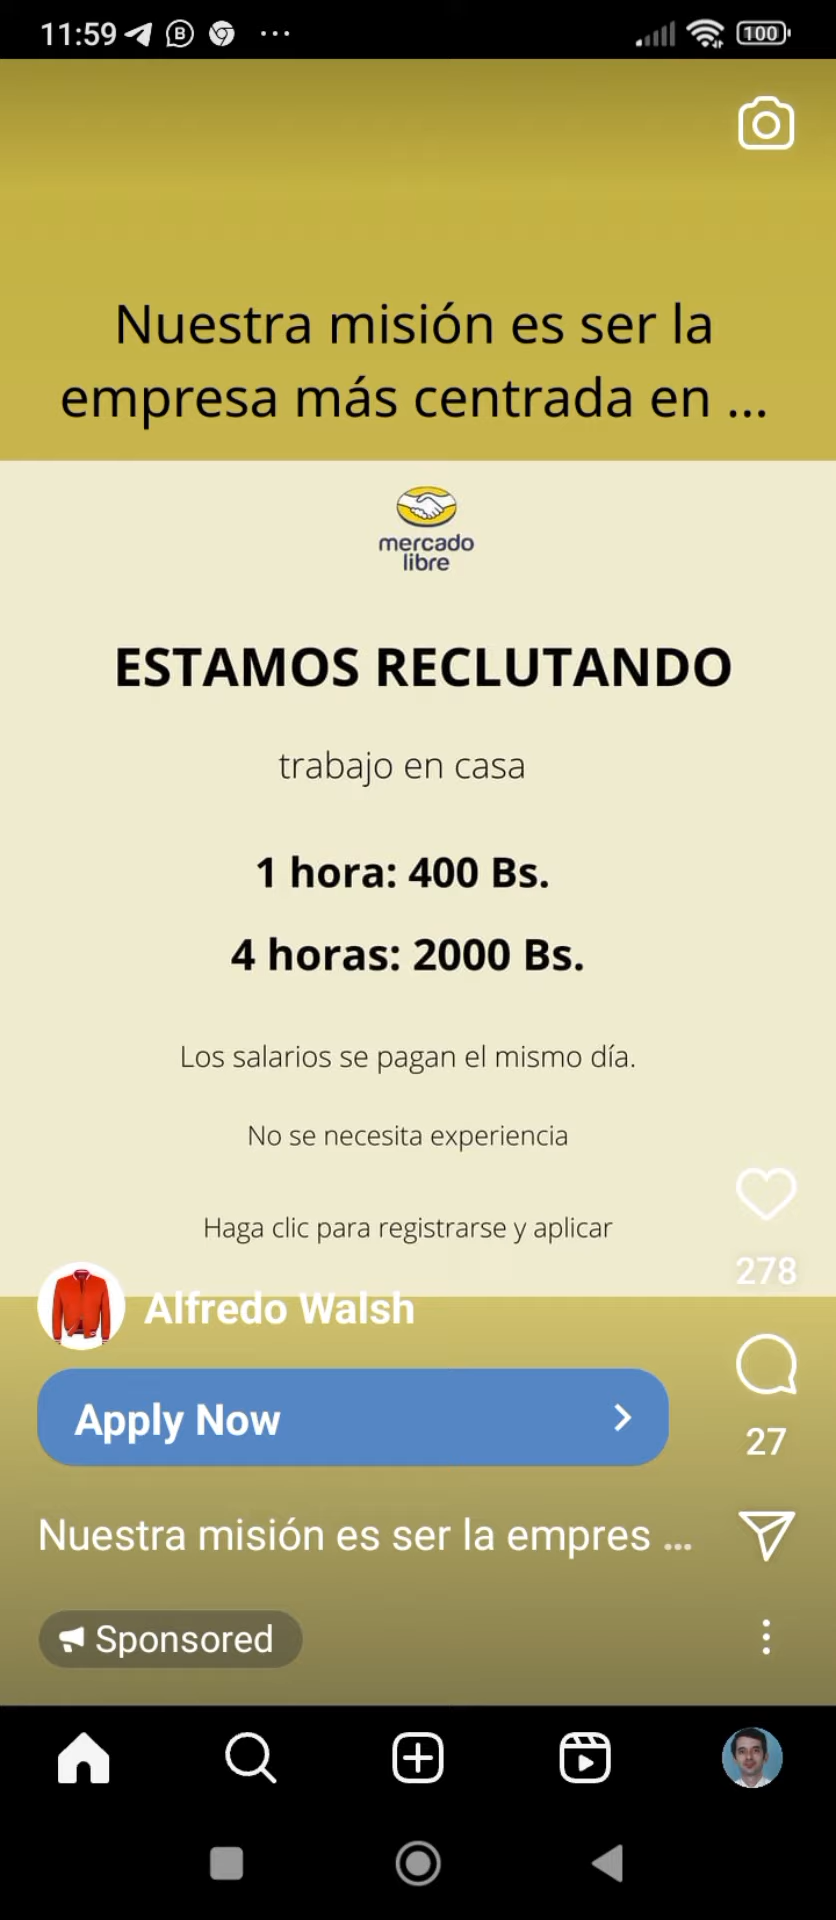 11:59
B
100
Nuestra misión es ser la
empresa más centrada en ...
mercado
libre
ESTAMOS RECLUTANDO
trabajo en casa
1 hora: 400 Bs.
4 horas: 2000 Bs.
Los salarios se pagan el mismo día.
No se necesita experiencia
Haga clic para registrarse y aplicar
278
Alfredo Walsh
Apply Now
27
Nuestra misión es ser la empres ...
Sponsored